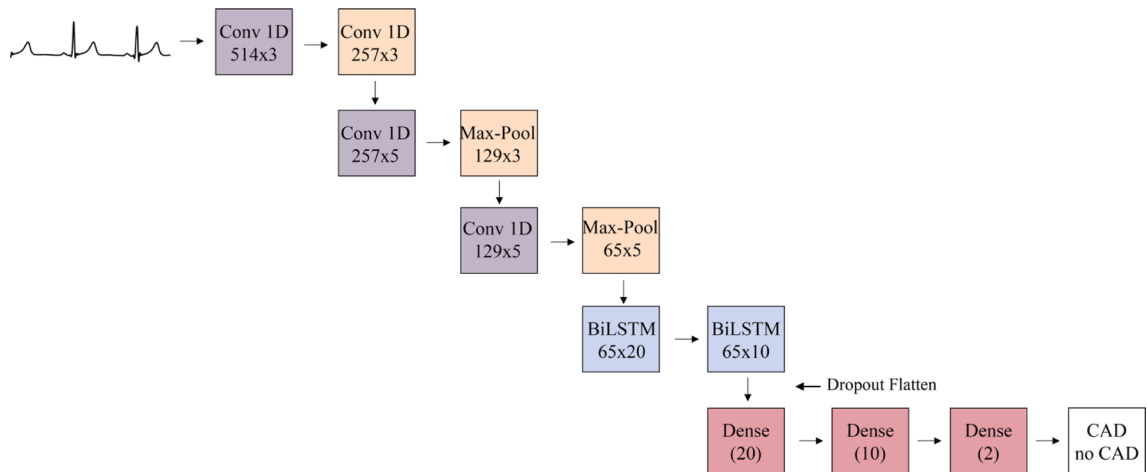 Conv 1D
514x3
Conv 1D
257x3
Conv 1D
257x5
Max-Pool
129x3
Conv 1D
129x5
Max-Pool
65x5
BiLSTM
65x20
BiLSTM
65x10
Dropout Flatten
Dense
(20)
Dense
(10)
Dense
(2)
CAD
no CAD